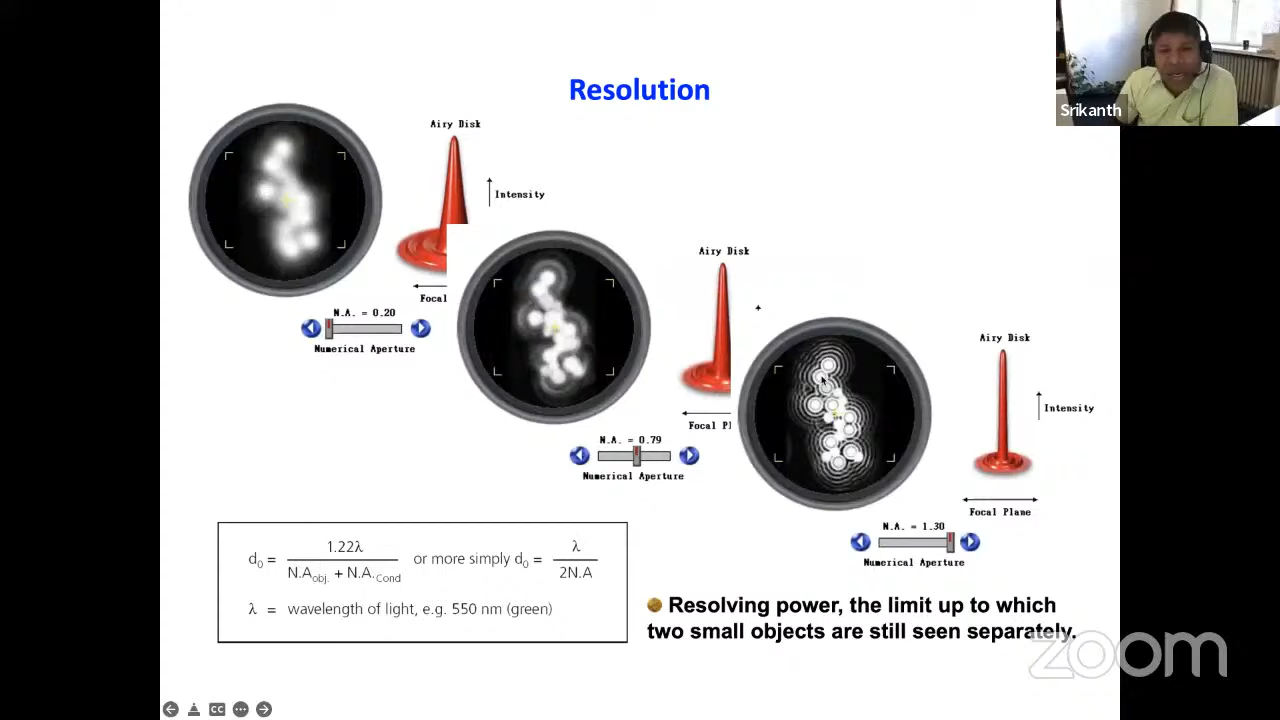 Resolution
Srikanth
Airy Disk
Intensity
N.A. = 0.20
Focal
Numerical Aperture
Airy Disk
N.A. = 0.79
Focal Pl
Numerical Aperture
Airy Disk
Intensity
Focal Plane
N.A. = 1.30
Numerical Aperture
d₀ = 1.22λ / N.A.obj. + N.A.Cond or more simply d₀ = λ / 2N.A
λ = wavelength of light, e.g. 550 nm (green)
Resolving power, the limit up to which
two small objects are still seen separately.
zoom
CC